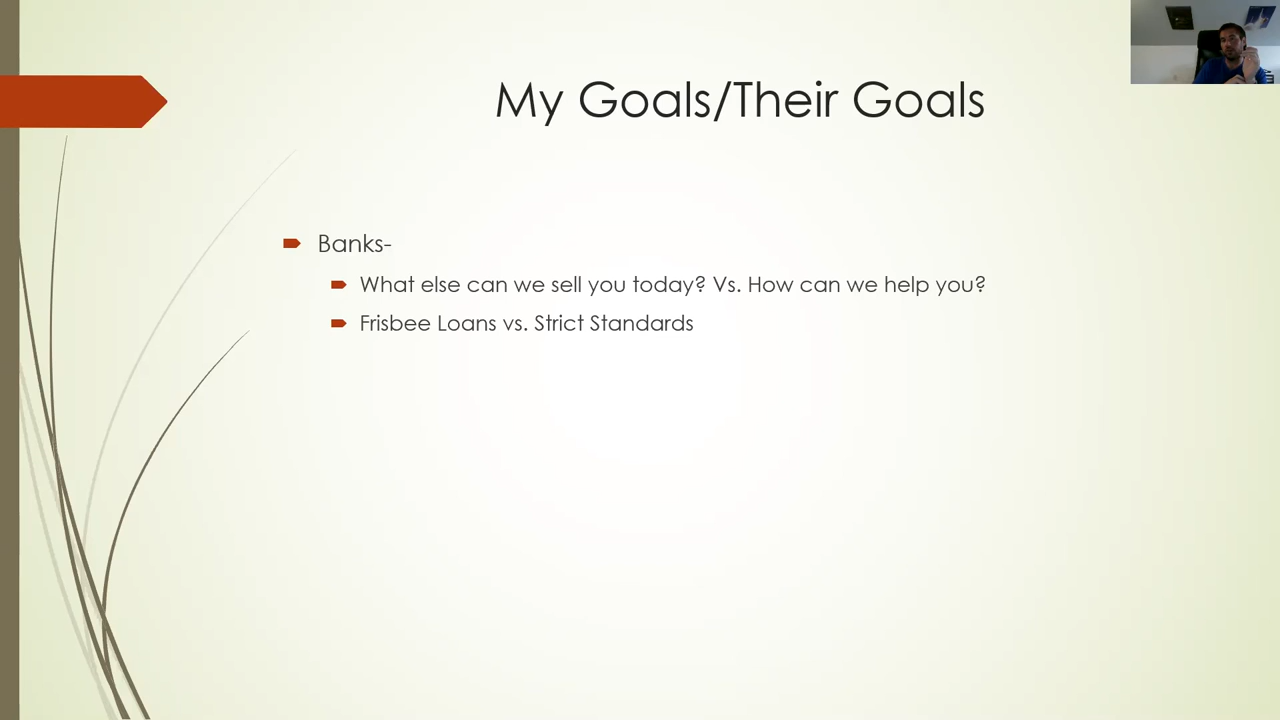 My Goals/Their Goals
Banks-
What else can we sell you today? Vs. How can we help you?
Frisbee Loans vs. Strict Standards